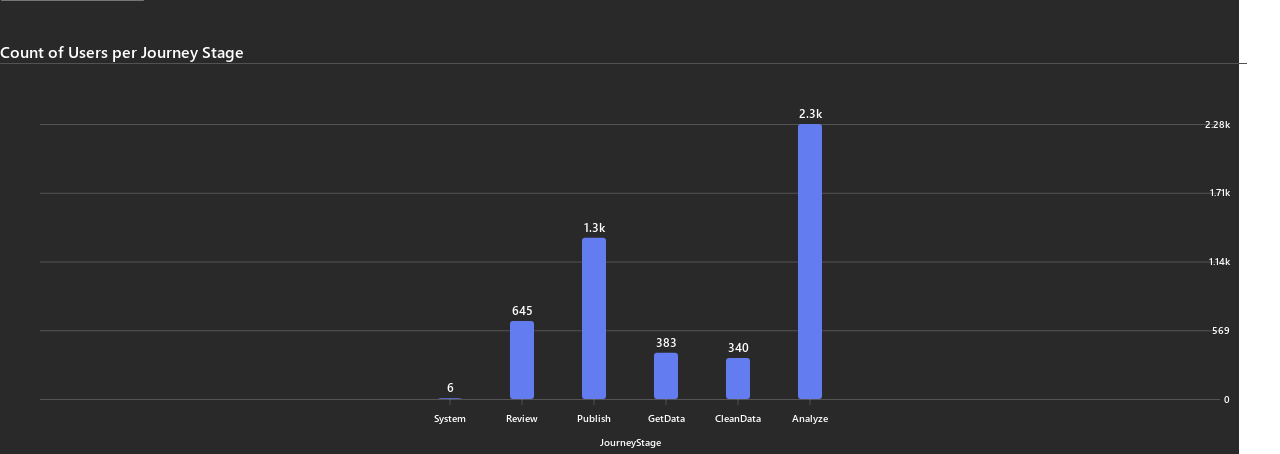 Count of Users per Journey Stage
2.3k
2.28k
1.71k
1.3k
1.14k
645
569
383
340
6
0
System Review Publish GetData CleanData Analyze
JourneyStage